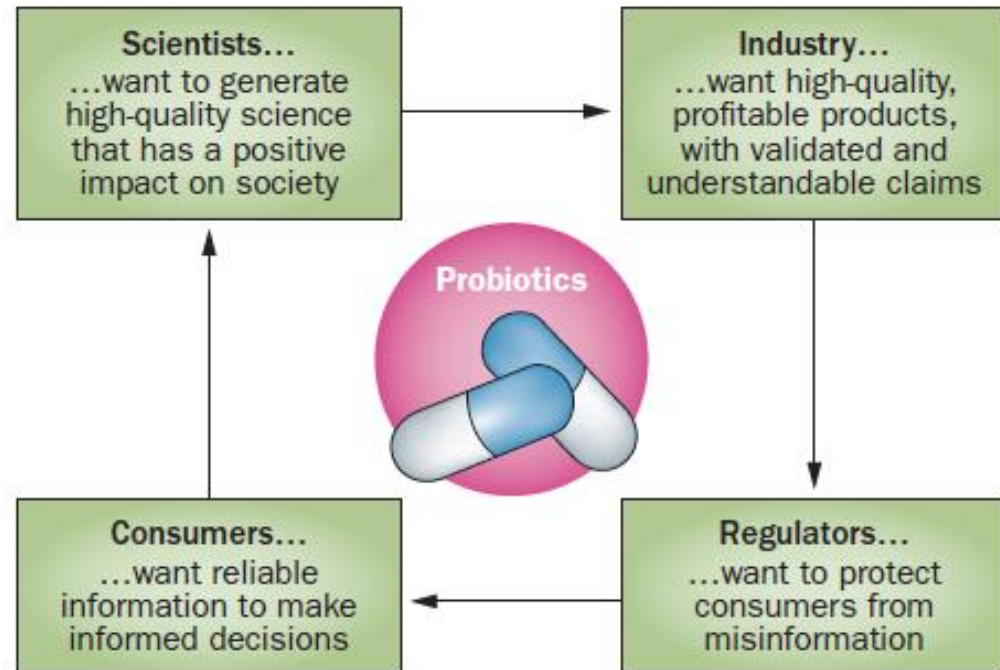 Scientists…
…want to generate
high-quality science
that has a positive
impact on society
Industry…
…want high-quality,
profitable products,
with validated and
understandable claims
Probiotics
Consumers…
…want reliable
information to make
informed decisions
Regulators…
…want to protect
consumers from
misinformation